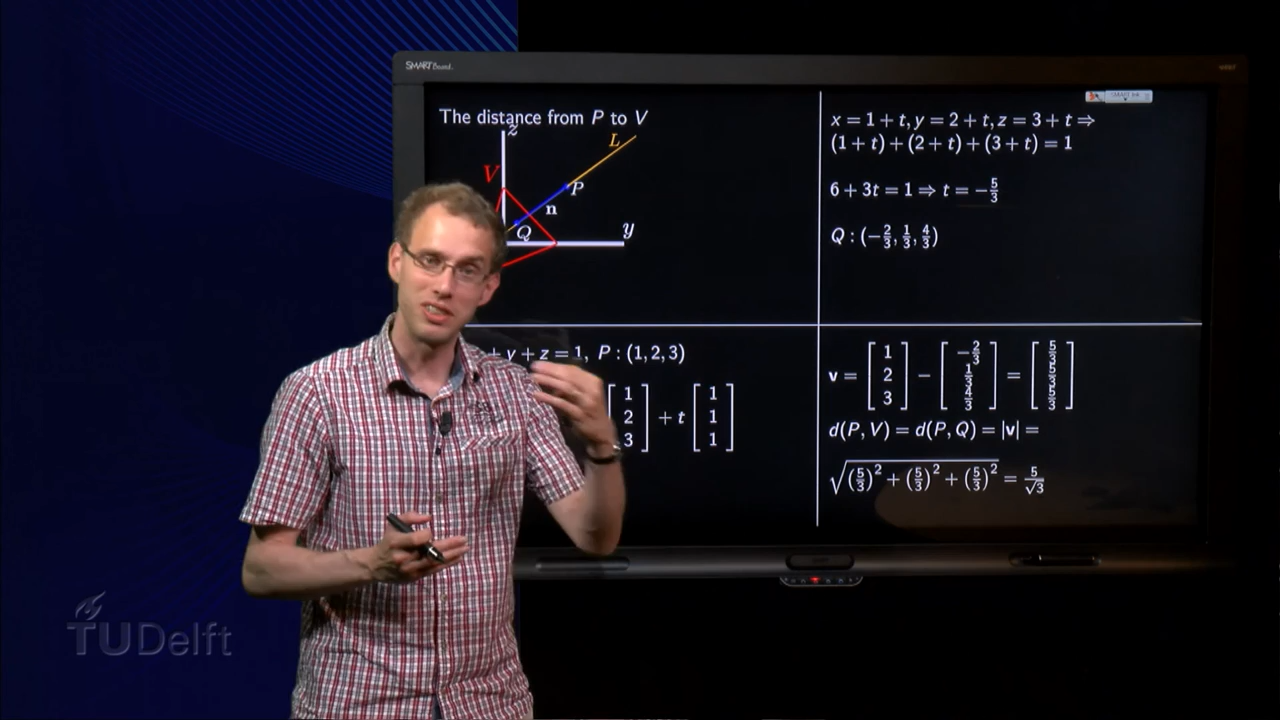 SMART Board
The distance from P to V
z
L
V
P
n
Q
y
x = 1 + t, y = 2 + t, z = 3 + t ⇒
(1 + t) + (2 + t) + (3 + t) = 1
6 + 3t = 1 ⇒ t = −5/3
Q : (−2/3, 1/3, 4/3)
+ y + z = 1, P : (1, 2, 3)
[1 2 3] + t [1 1 1]
v = [1 2 3] − [−2/3 1/3 4/3] = [5/3 5/3 5/3]
d(P, V) = d(P, Q) = |v| =
√((5/3)² + (5/3)² + (5/3)²) = 5/√3
TUDelft